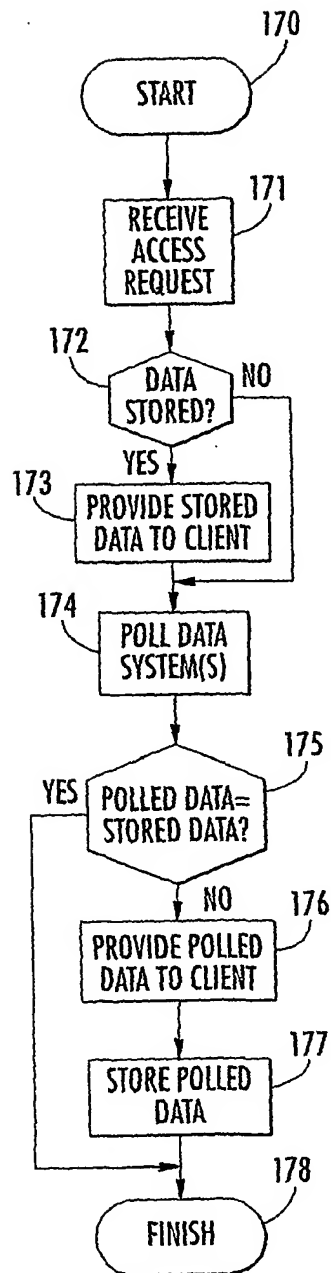 170
START
171
RECEIVE
ACCESS
REQUEST
172
DATA
STORED?
NO
YES
173
PROVIDE STORED
DATA TO CLIENT
174
POLL DATA
SYSTEM(S)
175
YES
POLLED DATA=
STORED DATA?
NO
176
PROVIDE POLLED
DATA TO CLIENT
177
STORE POLLED
DATA
178
FINISH